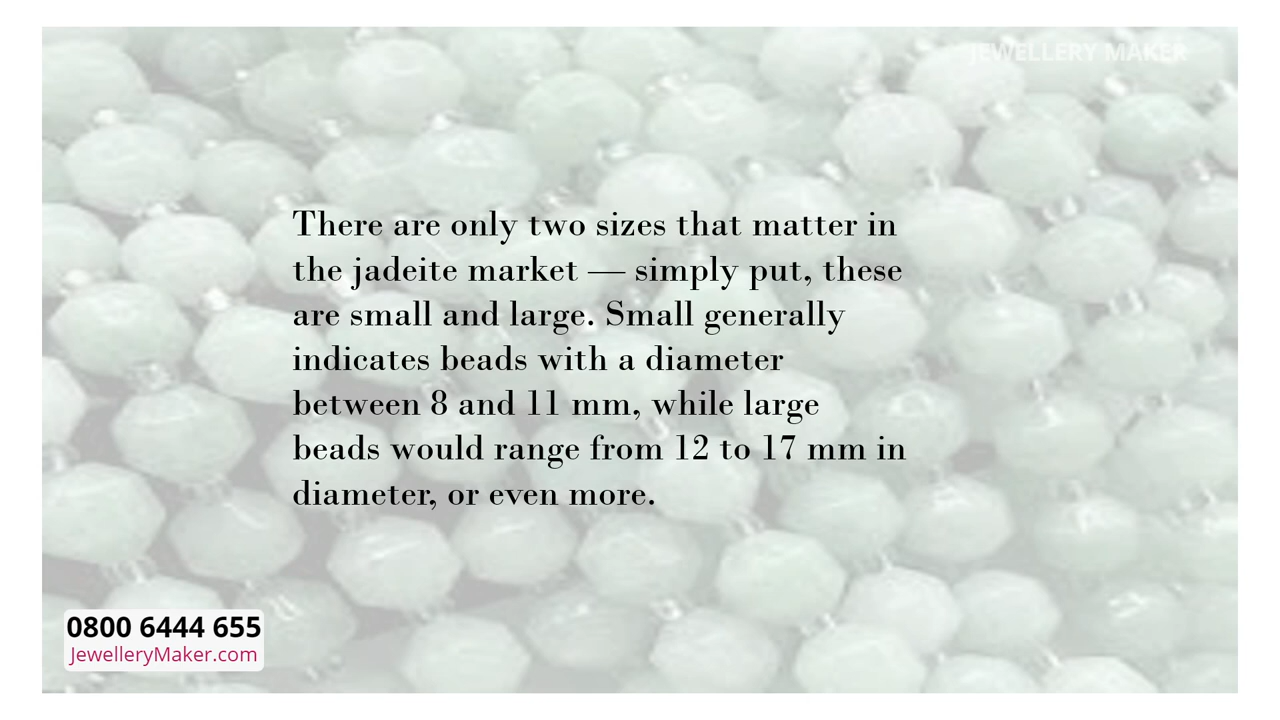 JEWELLERY MAKER
There are only two sizes that matter in
the jadeite market — simply put, these
are small and large. Small generally
indicates beads with a diameter
between 8 and 11 mm, while large
beads would range from 12 to 17 mm in
diameter, or even more.
0800 6444 655
JewelleryMaker.com